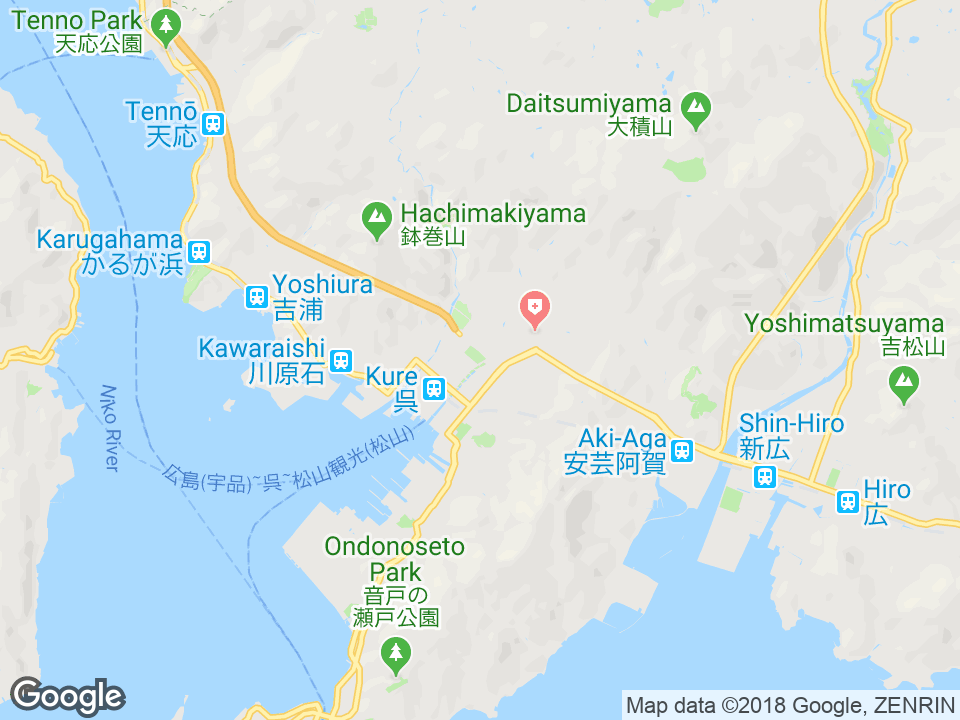 Tenno Park
天応公園
Daitsumiyama
大積山
Tennō
天応
Hachimakiyama
鉢巻山
Karugahama
かるが浜
Yoshiura
吉浦
Yoshimatsuyama
吉松山
Kawaraishi
川原石
Kure
呉
Niko River
広島(宇品)~呉~松山観光(松山)
Aki-Aga
安芸阿賀
Shin-Hiro
新広
Hiro
広
Ondonoseto
Park
音戸の
瀬戸公園
Google
Map data ©2018 Google, ZENRIN